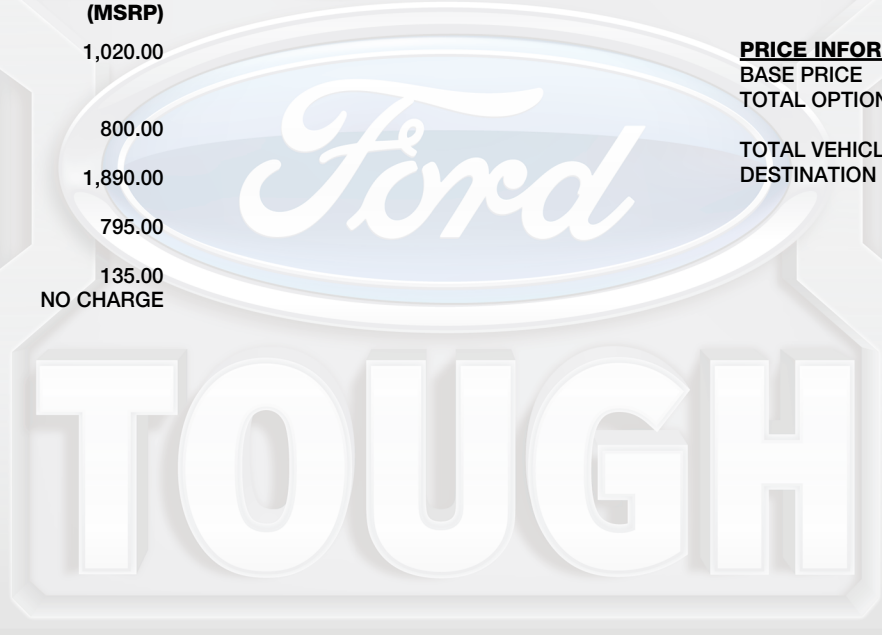 (MSRP)
1,020.00
800.00
1,890.00
795.00
135.00
NO CHARGE
PRICE INFOR
BASE PRICE
TOTAL OPTION
TOTAL VEHICL
DESTINATION
Ford
TOUGH